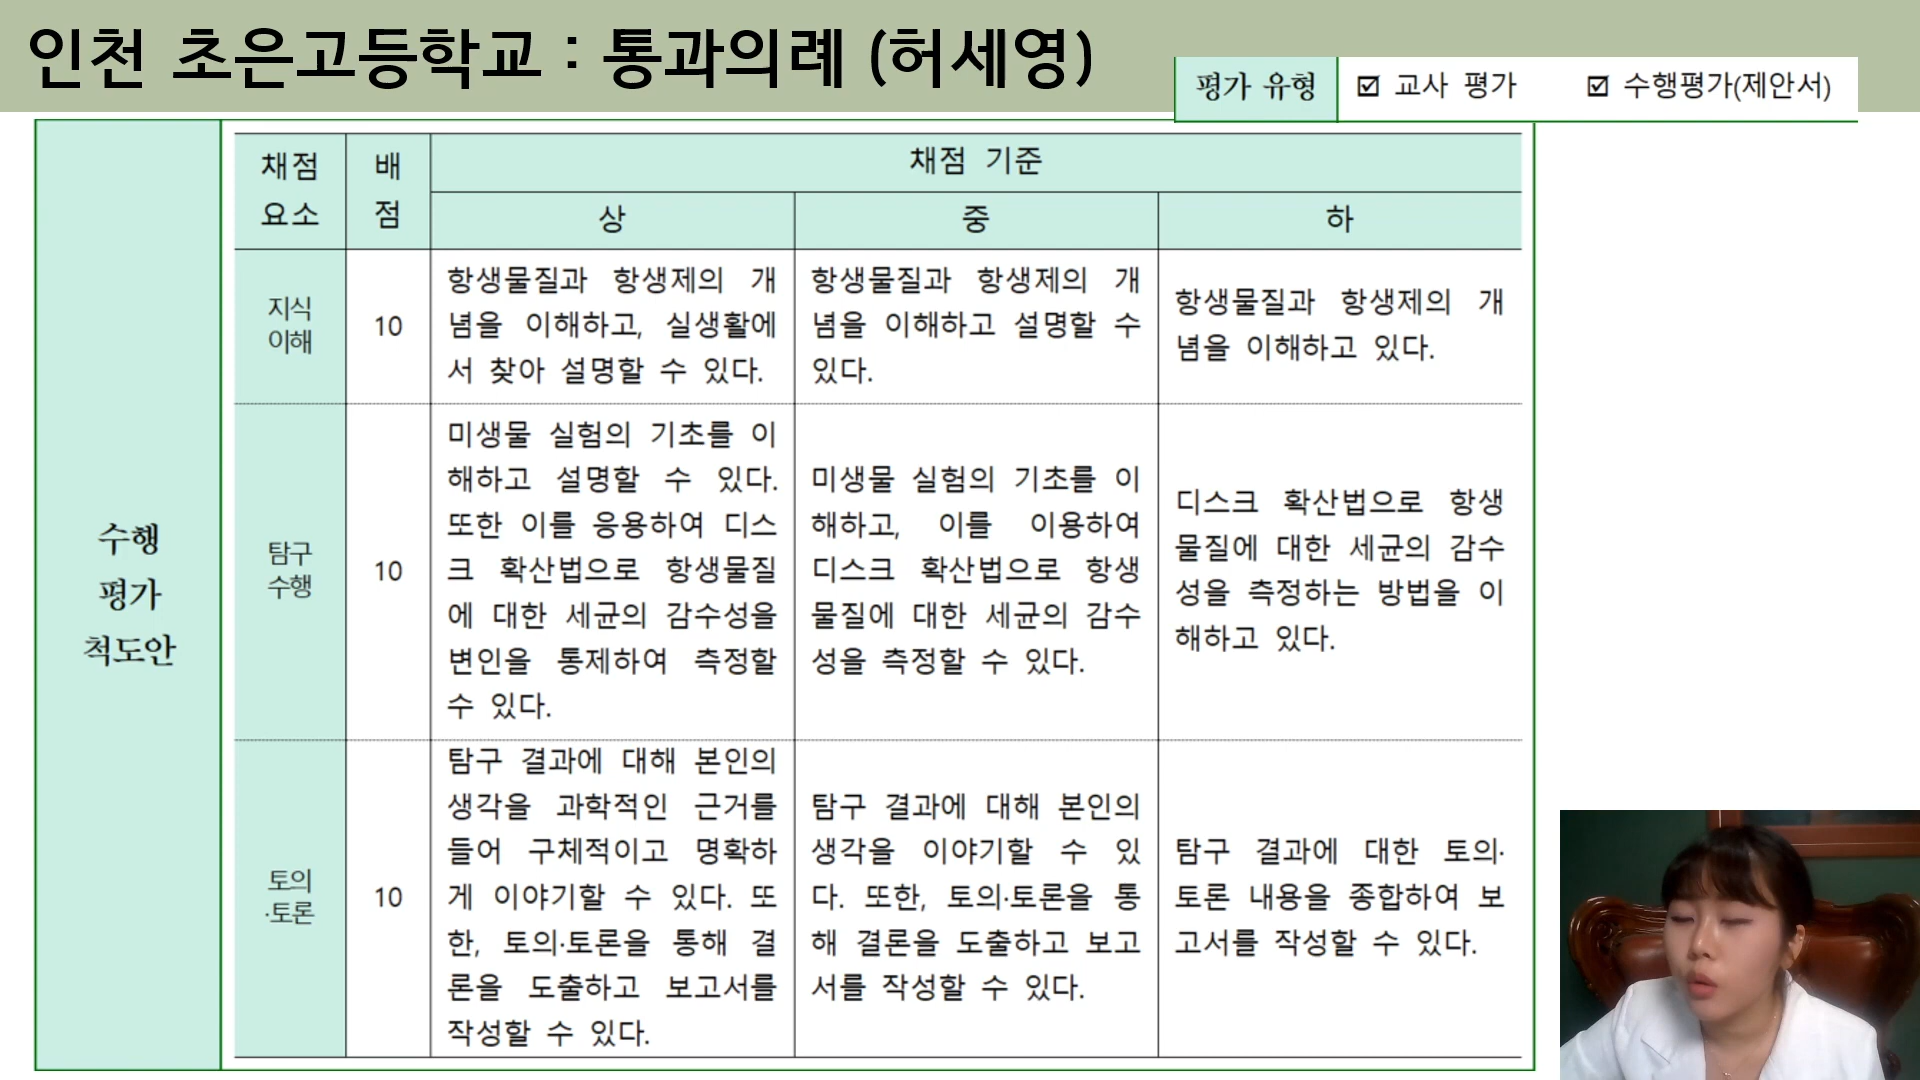 인천 초은고등학교 : 통과의례 (허세영)
평가 유형
☑ 교사 평가
☑ 수행평가(제안서)
수행
평가
척도안
채점
요소
배
점
채점 기준
상
중
하
지식
이해
10
항생물질과 항생제의 개
념을 이해하고, 실생활에
서 찾아 설명할 수 있다.
항생물질과 항생제의 개
념을 이해하고 설명할 수
있다.
항생물질과 항생제의 개
념을 이해하고 있다.
탐구
수행
10
미생물 실험의 기초를 이
해하고 설명할 수 있다.
또한 이를 응용하여 디스
크 확산법으로 항생물질
에 대한 세균의 감수성을
변인을 통제하여 측정할
수 있다.
미생물 실험의 기초를 이
해하고, 이를 이용하여
디스크 확산법으로 항생
물질에 대한 세균의 감수
성을 측정할 수 있다.
디스크 확산법으로 항생
물질에 대한 세균의 감수
성을 측정하는 방법을 이
해하고 있다.
토의
·토론
10
탐구 결과에 대해 본인의
생각을 과학적인 근거를
들어 구체적이고 명확하
게 이야기할 수 있다. 또
한, 토의·토론을 통해 결
론을 도출하고 보고서를
작성할 수 있다.
탐구 결과에 대해 본인의
생각을 이야기할 수 있
다. 또한, 토의·토론을 통
해 결론을 도출하고 보고
서를 작성할 수 있다.
탐구 결과에 대한 토의·
토론 내용을 종합하여 보
고서를 작성할 수 있다.